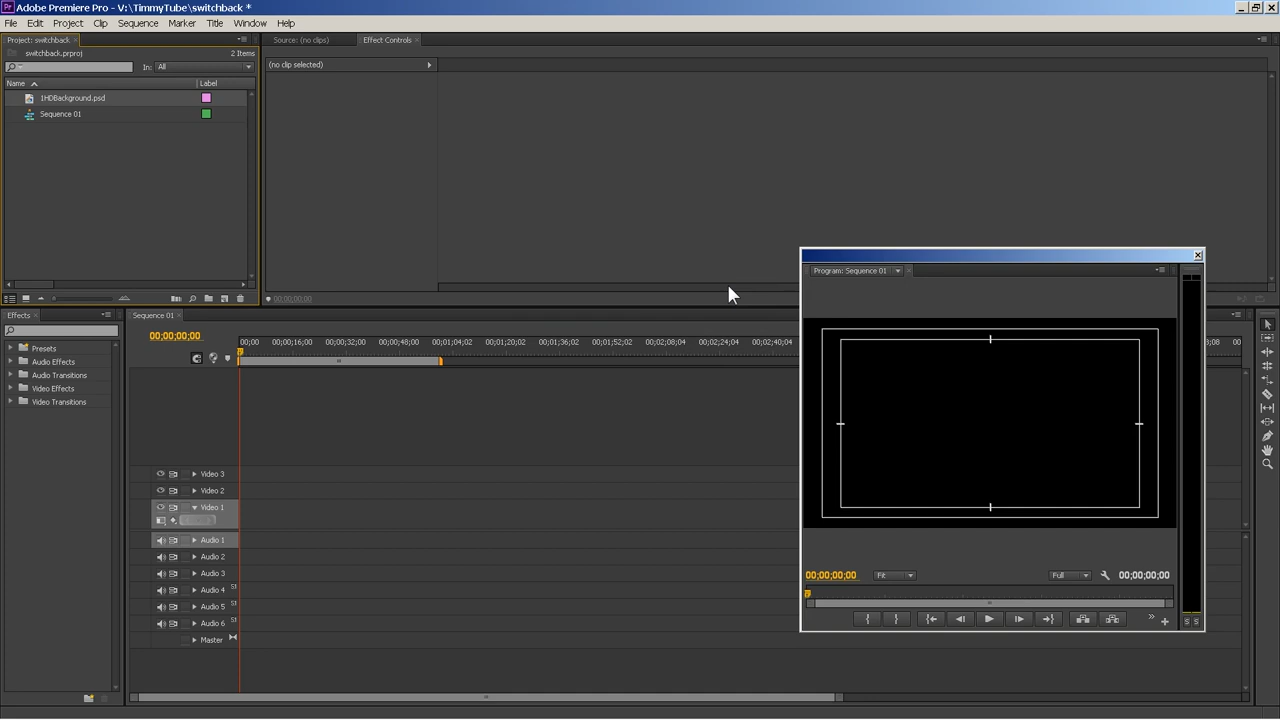 Pr Adobe Premiere Pro - V:\TimmyTube\switchback *
File Edit Project Clip Sequence Marker Title Window Help
Project: switchback × Source: (no clips) Effect Controls ×
switchback.prproj 2 Items
In: All (no clip selected)
Name Label
1HDBackground.psd
Sequence 01
Program: Sequence 01
00;00;00;00
Effects × Sequence 01 ×
00;00;00;00
00;00 00;00;16;00 00;00;32;00 00;00;48;00 00;01;04;02 00;01;20;02 00;01;36;02 00;01;52;02 00;02;08;04 00;02;24;04 00;02;40;04
Presets
Audio Effects
Audio Transitions
Video Effects
Video Transitions
Video 3
Video 2
Video 1
Audio 1
Audio 2
Audio 3
Audio 4
Audio 5
Audio 6
Master
00;00;00;00 Fit Full 00;00;00;00
S S